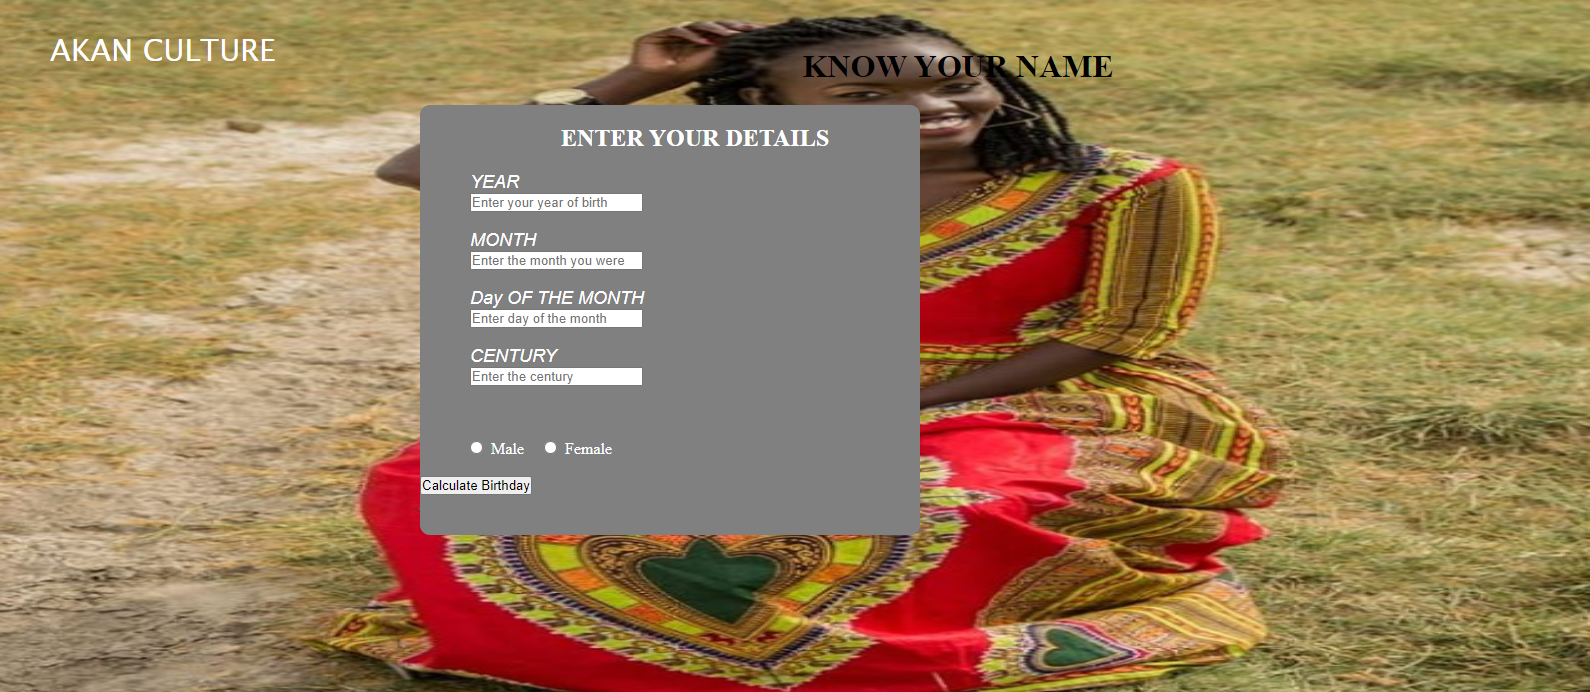 AKAN CULTURE
KNOW YOUR NAME
ENTER YOUR DETAILS
YEAR
Enter your year of birth
MONTH
Enter the month you were
Day OF THE MONTH
Enter day of the month
CENTURY
Enter the century
Male Female
Calculate Birthday